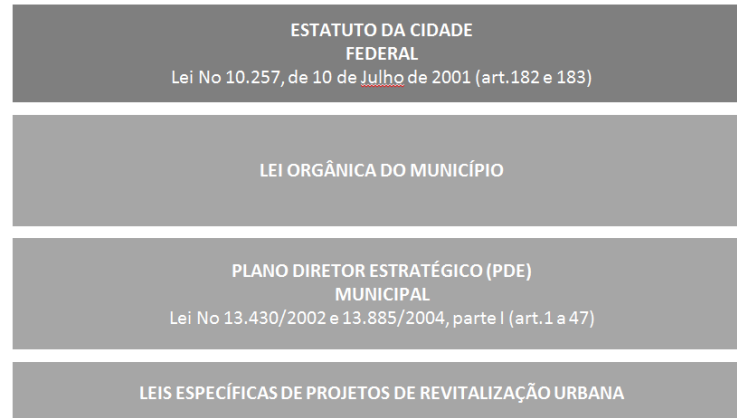 ESTATUTO DA CIDADE
FEDERAL
Lei No 10.257, de 10 de Julho de 2001 (art.182 e 183)
LEI ORGÂNICA DO MUNICÍPIO
PLANO DIRETOR ESTRATÉGICO (PDE)
MUNICIPAL
Lei No 13.430/2002 e 13.885/2004, parte I (art.1 a 47)
LEIS ESPECÍFICAS DE PROJETOS DE REVITALIZAÇÃO URBANA